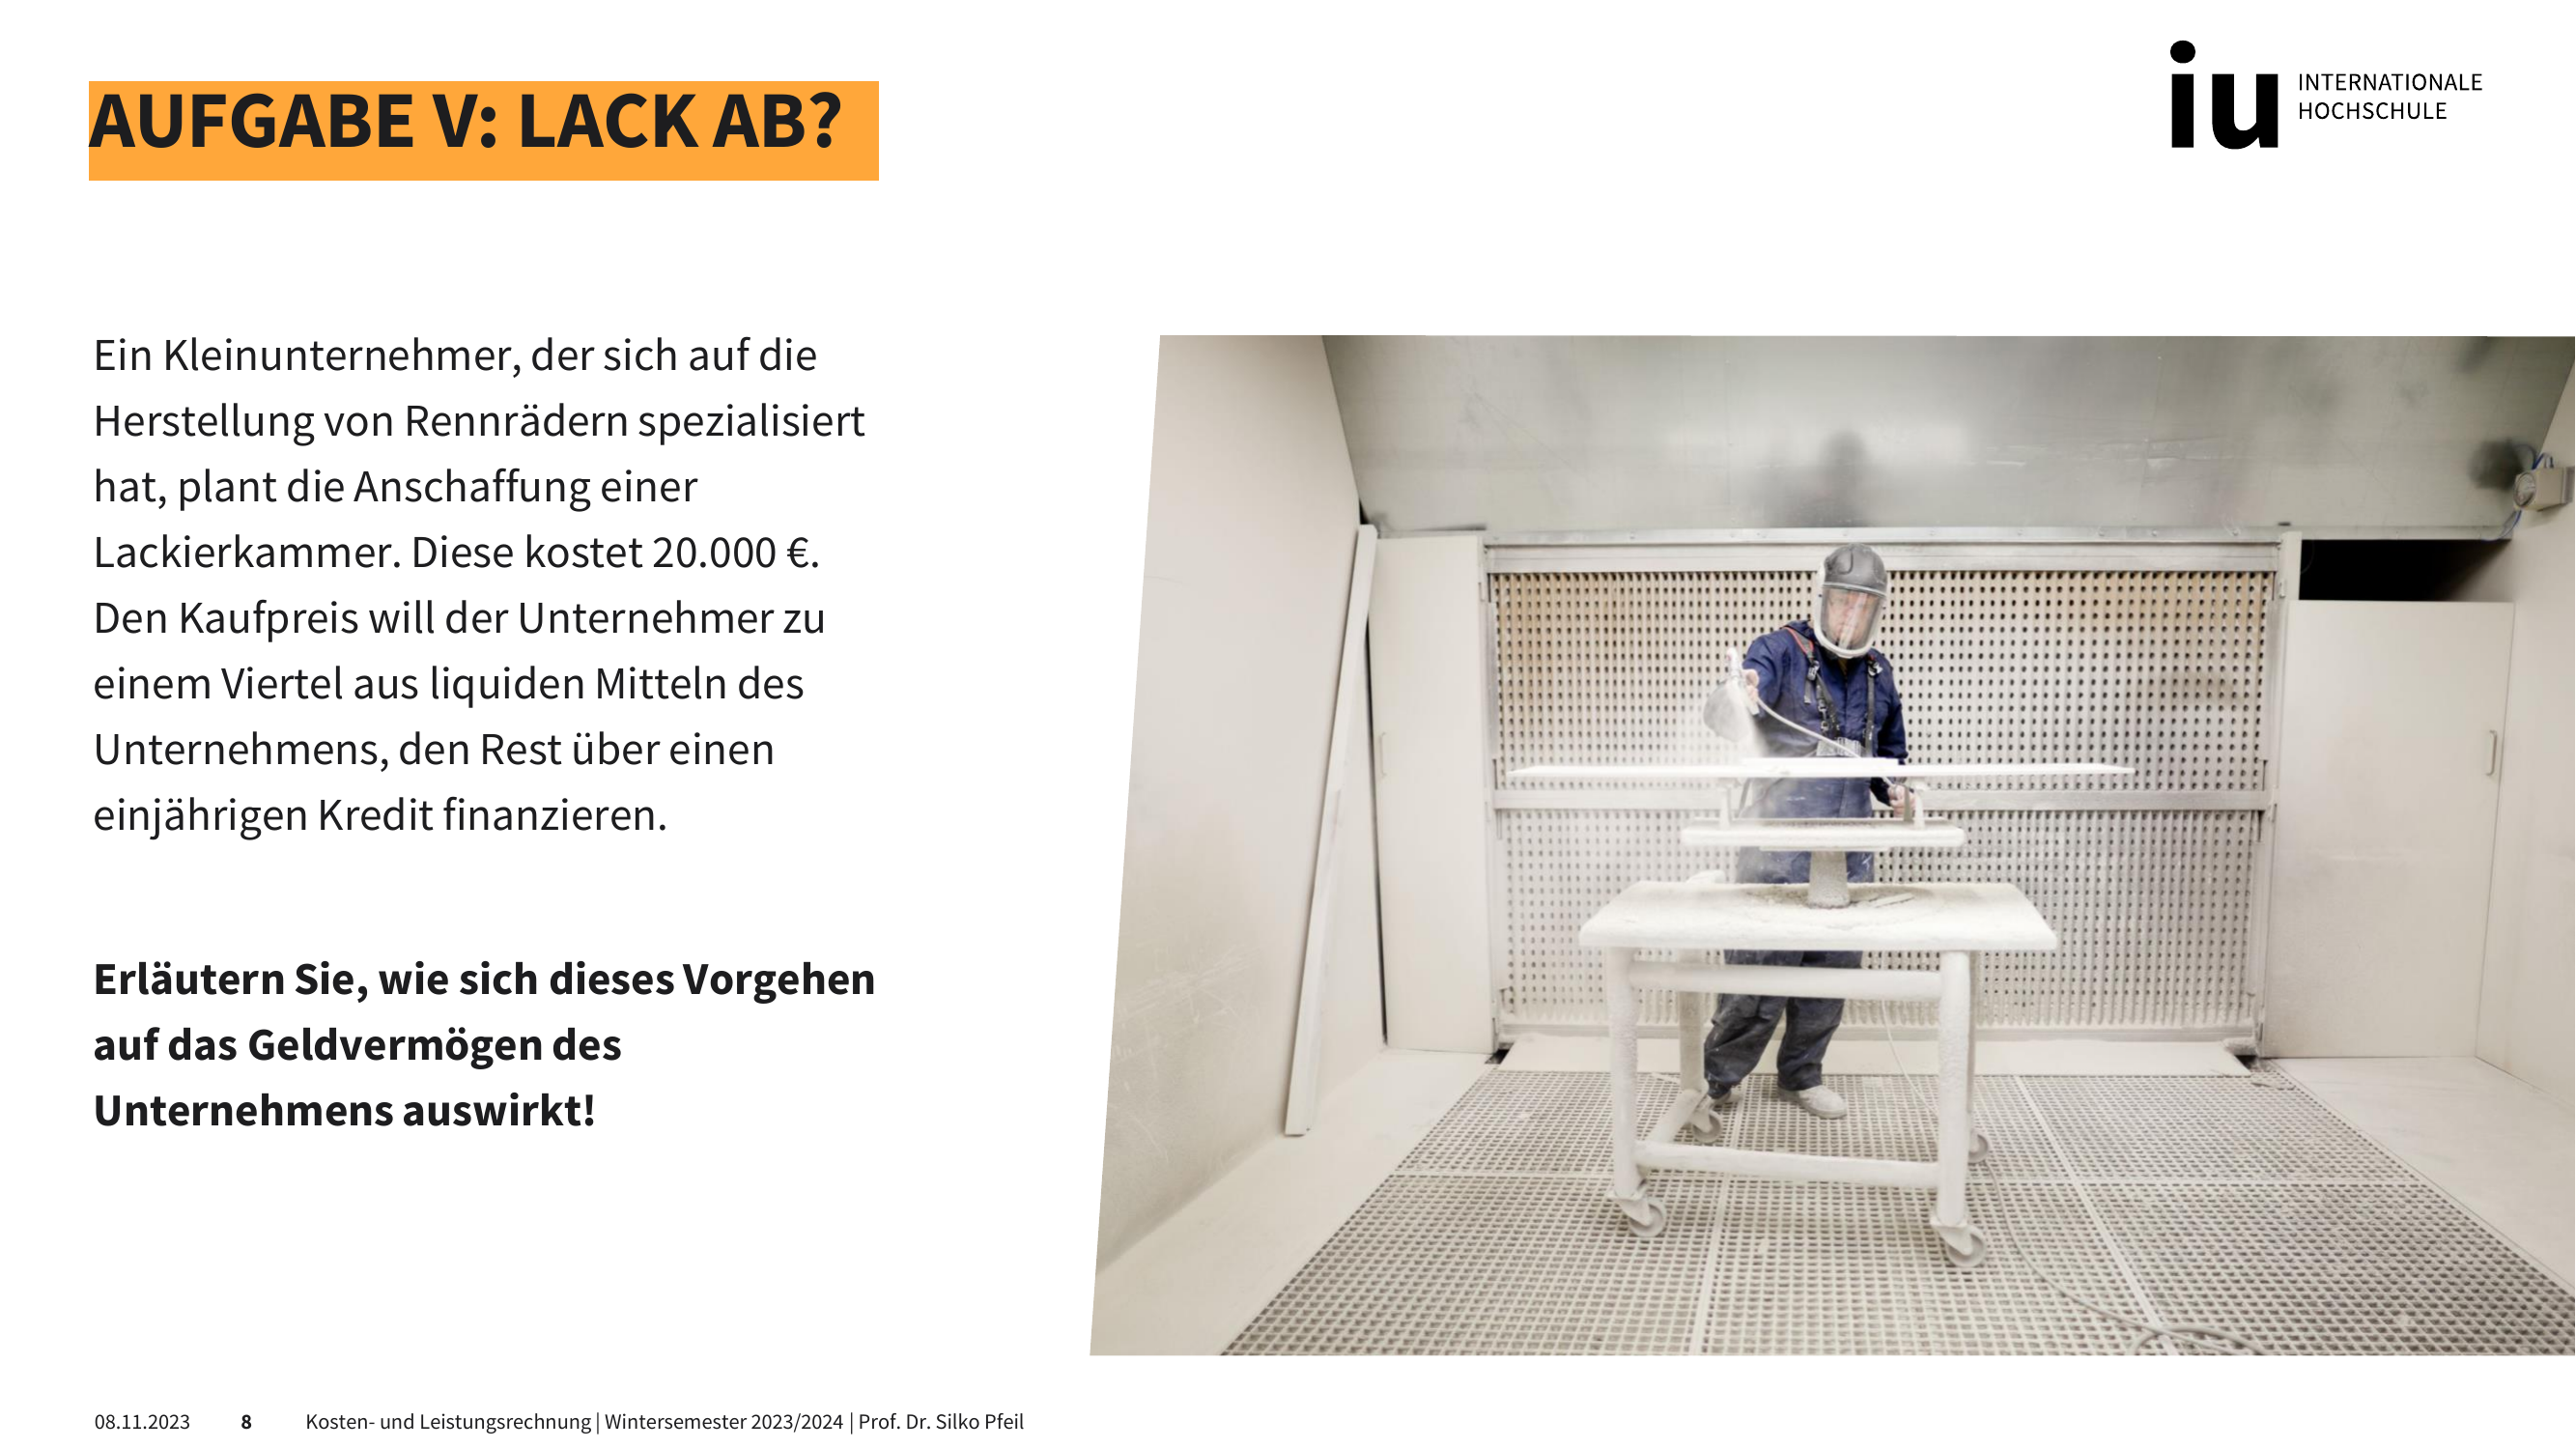 AUFGABE V: LACK AB?
iu INTERNATIONALE
HOCHSCHULE
Ein Kleinunternehmer, der sich auf die
Herstellung von Rennrädern spezialisiert
hat, plant die Anschaffung einer
Lackierkammer. Diese kostet 20.000 €.
Den Kaufpreis will der Unternehmer zu
einem Viertel aus liquiden Mitteln des
Unternehmens, den Rest über einen
einjährigen Kredit finanzieren.
Erläutern Sie, wie sich dieses Vorgehen
auf das Geldvermögen des
Unternehmens auswirkt!
08.11.2023 8 Kosten- und Leistungsrechnung | Wintersemester 2023/2024 | Prof. Dr. Silko Pfeil